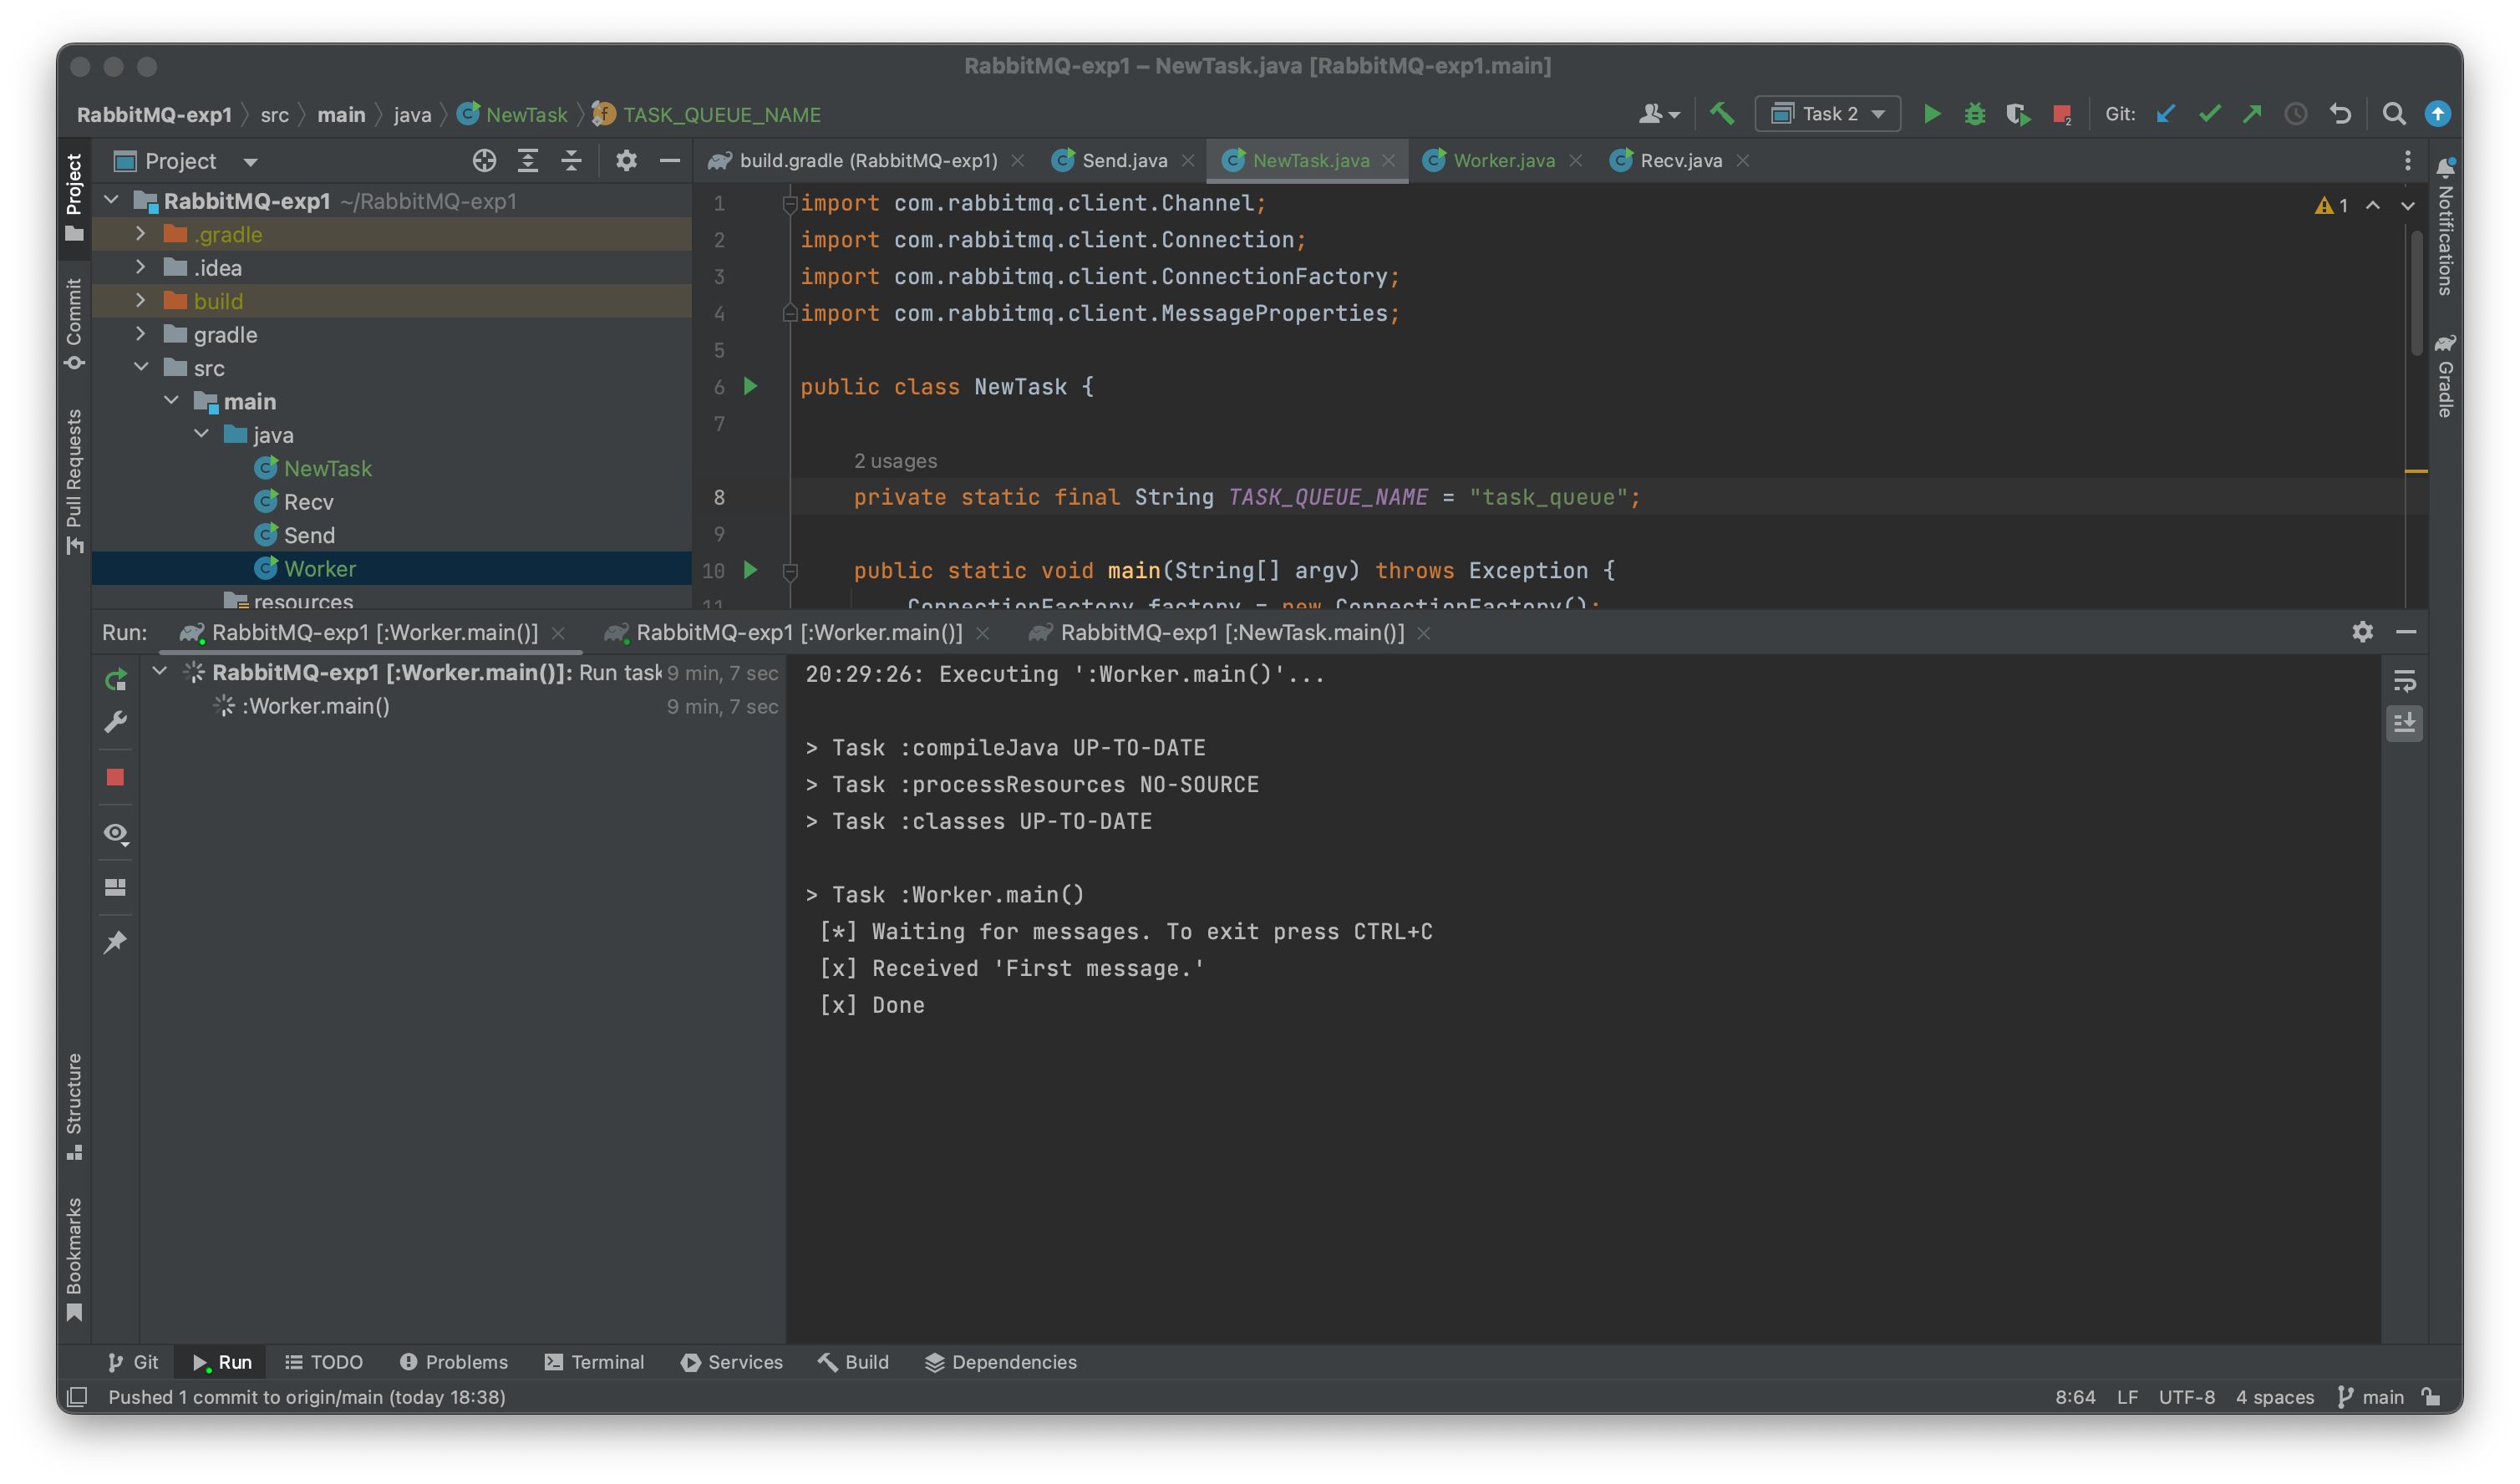 RabbitMQ-exp1 – NewTask.java [RabbitMQ-exp1.main]
RabbitMQ-exp1 src main java NewTask TASK_QUEUE_NAME
Task 2
2
Git:
Project
build.gradle (RabbitMQ-exp1)
Send.java
NewTask.java
Worker.java
Recv.java
Project
Commit
Pull Requests
Structure
Bookmarks
RabbitMQ-exp1 ~/RabbitMQ-exp1
.gradle
.idea
build
gradle
src
main
java
NewTask
Recv
Send
Worker
resources
1 import com.rabbitmq.client.Channel;
2 import com.rabbitmq.client.Connection;
3 import com.rabbitmq.client.ConnectionFactory;
4 import com.rabbitmq.client.MessageProperties;
5
6 public class NewTask {
7
2 usages
8 private static final String TASK_QUEUE_NAME = "task_queue";
9
10 public static void main(String[] argv) throws Exception {
11 ConnectionFactory factory = new ConnectionFactory();
1
Notifications
Gradle
Run:
RabbitMQ-exp1 [:Worker.main()]
RabbitMQ-exp1 [:Worker.main()]
RabbitMQ-exp1 [:NewTask.main()]
RabbitMQ-exp1 [:Worker.main()]: Run task 9 min, 7 sec
:Worker.main() 9 min, 7 sec
20:29:26: Executing ':Worker.main()'...
> Task :compileJava UP-TO-DATE
> Task :processResources NO-SOURCE
> Task :classes UP-TO-DATE
> Task :Worker.main()
[*] Waiting for messages. To exit press CTRL+C
[x] Received 'First message.'
[x] Done
Git Run TODO Problems Terminal Services Build Dependencies
Pushed 1 commit to origin/main (today 18:38)
8:64 LF UTF-8 4 spaces main